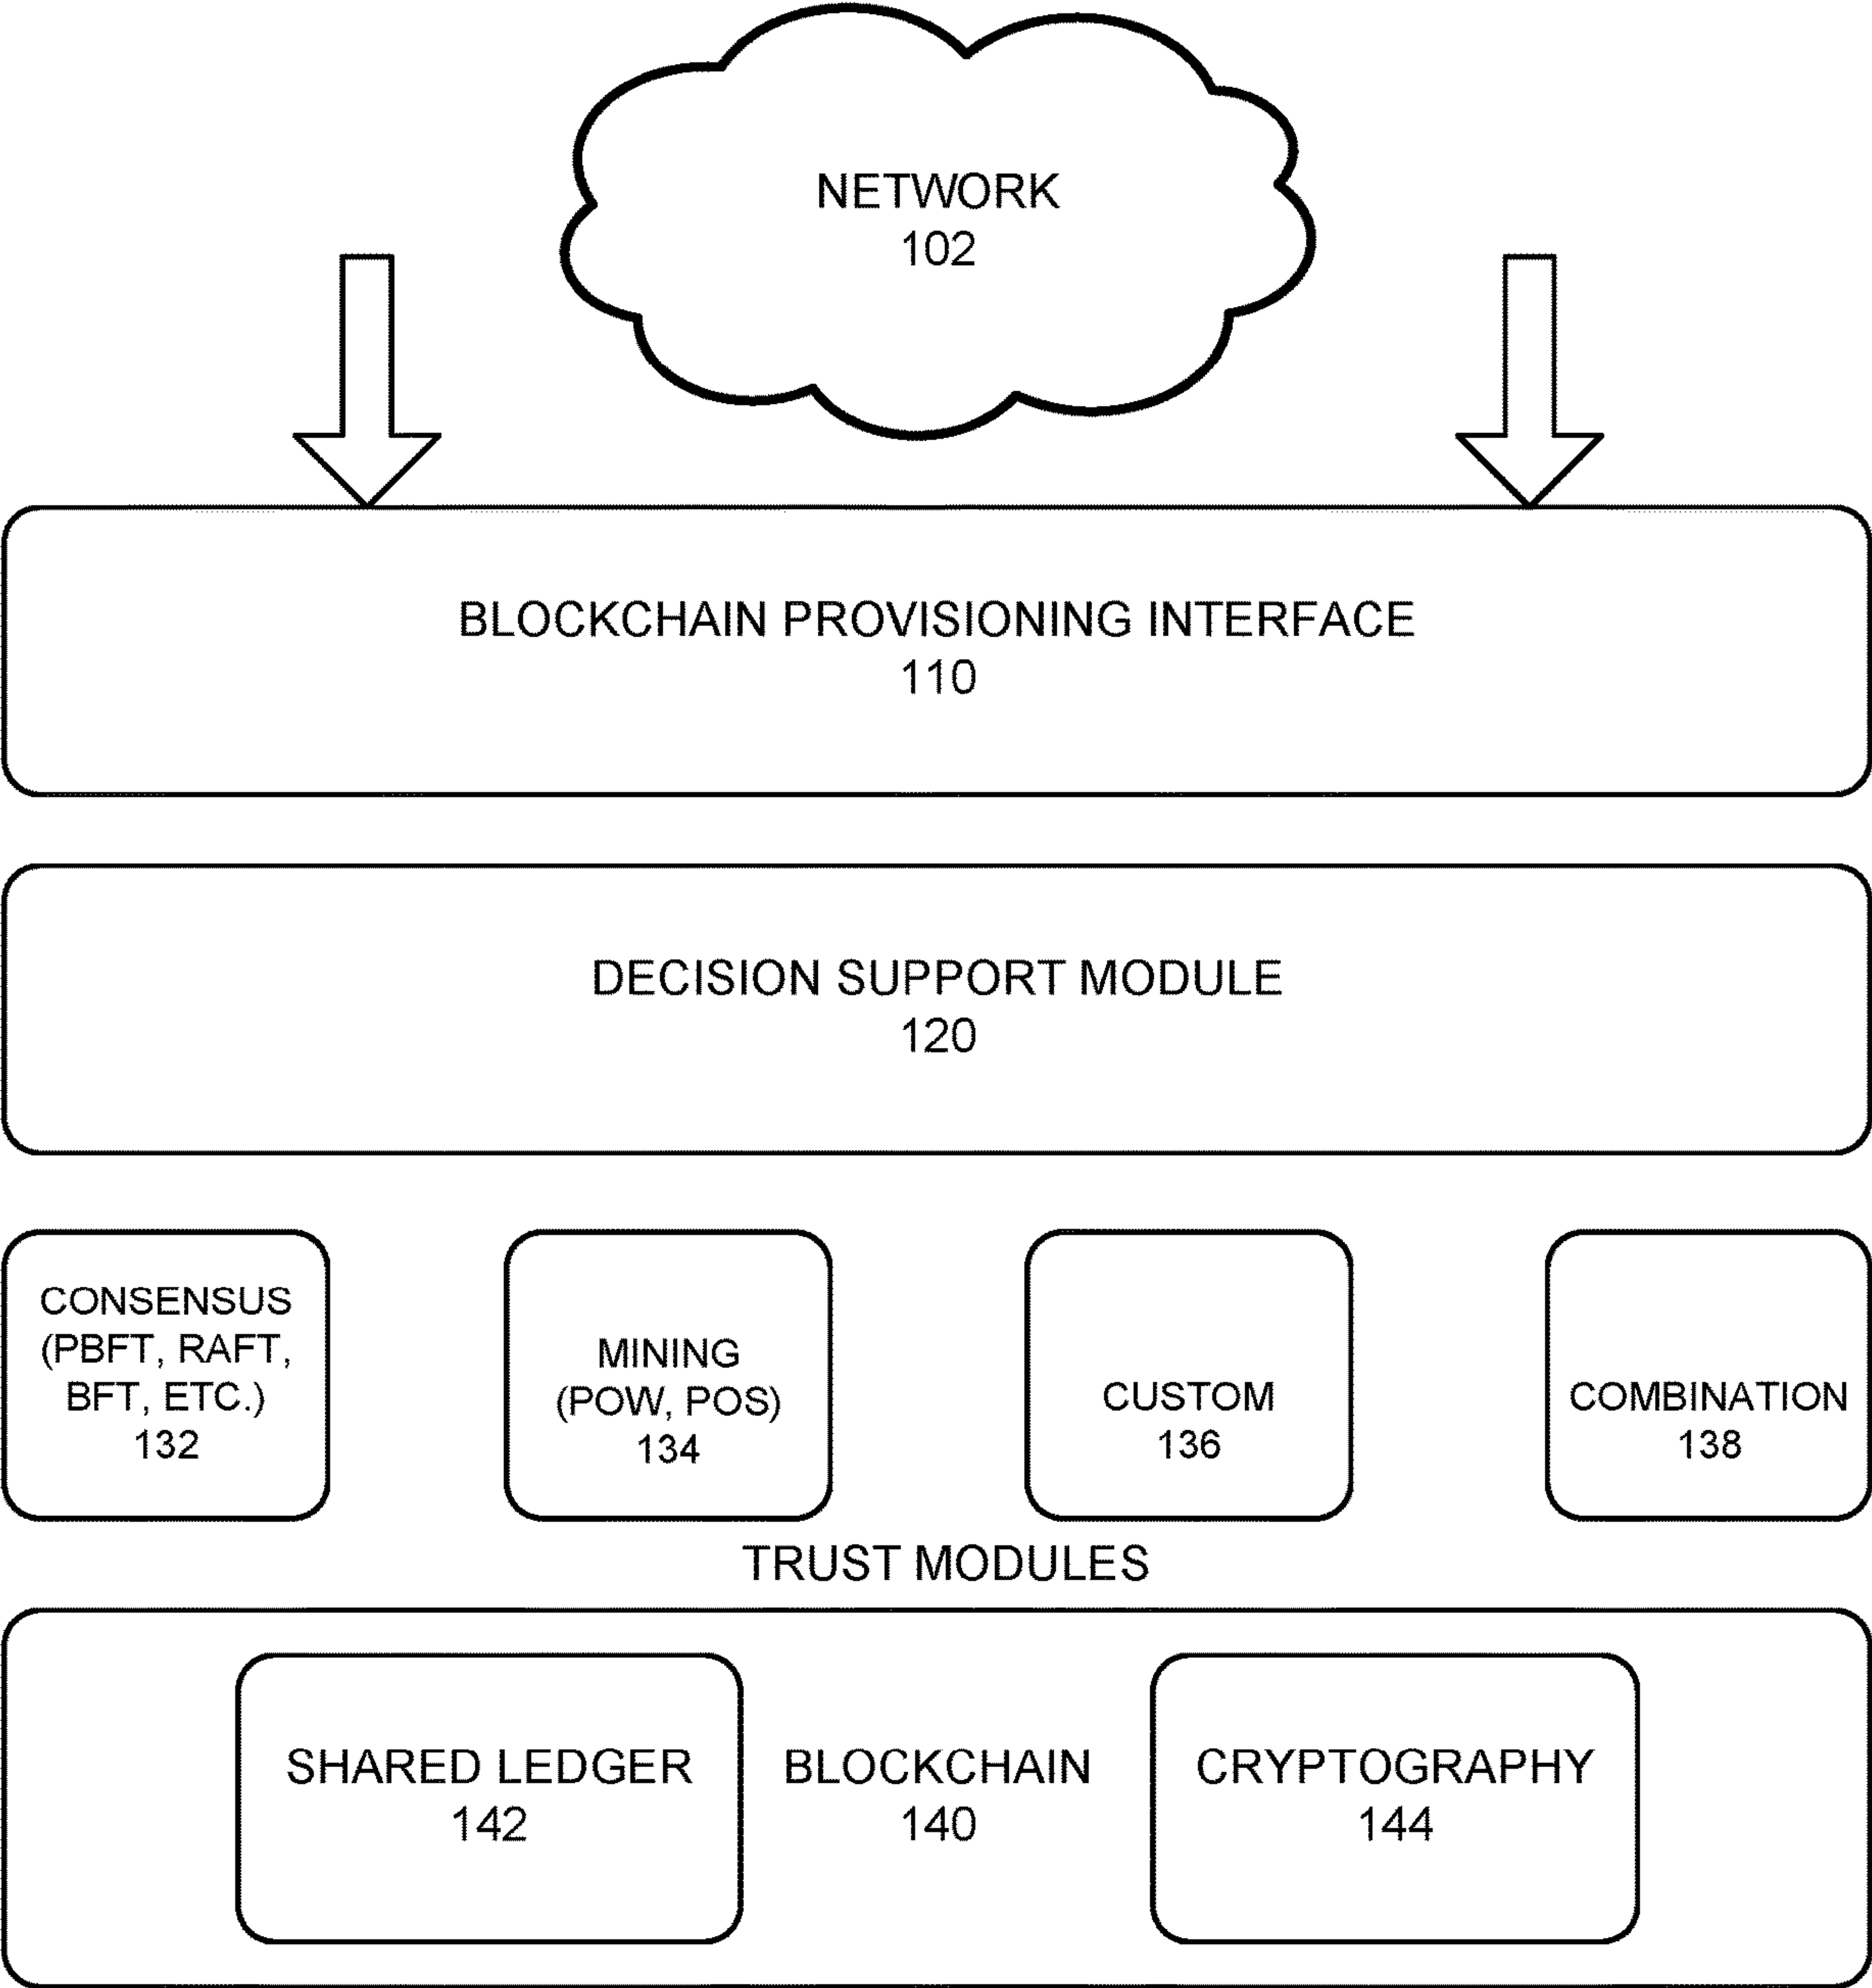 NETWORK
102
BLOCKCHAIN PROVISIONING INTERFACE
110
DECISION SUPPORT MODULE
120
CONSENSUS
(PBFT, RAFT,
BFT, ETC.)
132
MINING
(POW, POS)
134
CUSTOM
136
COMBINATION
138
TRUST MODULES
SHARED LEDGER
142
BLOCKCHAIN
140
CRYPTOGRAPHY
144